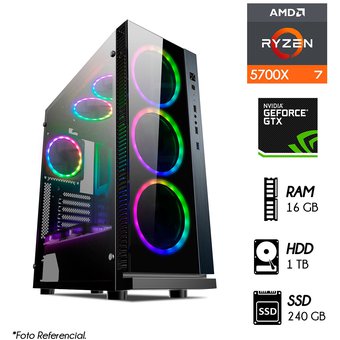 AMD
RYZEN
5700X 7
NVIDIA
GEFORCE
GTX
RAM
16 GB
HDD
1 TB
SSD
SSD
240 GB
*Foto Referencial.